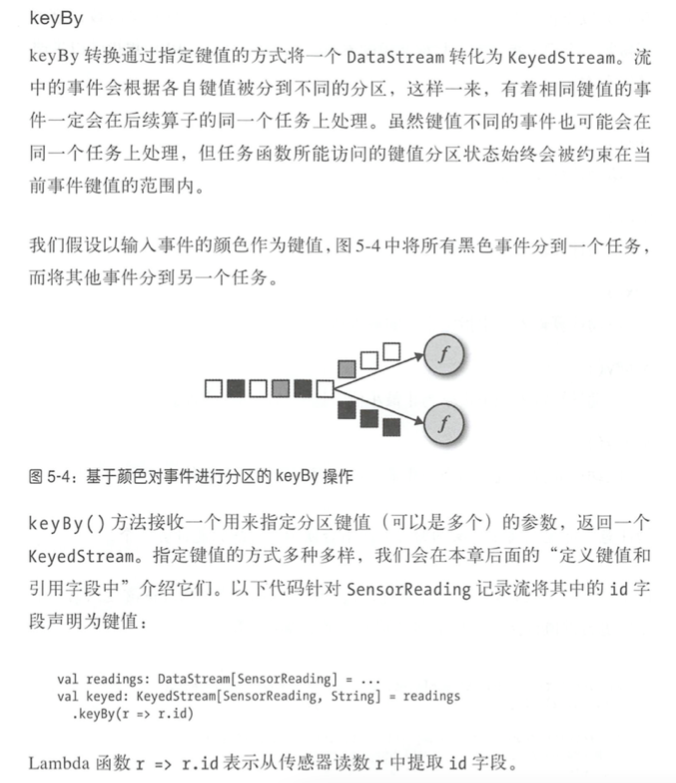 keyBy
keyBy 转换通过指定键值的方式将一个 DataStream 转化为 KeyedStream。流
中的事件会根据各自键值被分到不同的分区，这样一来，有着相同键值的事
件一定会在后续算子的同一个任务上处理。虽然键值不同的事件也可能会在
同一个任务上处理，但任务函数所能访问的键值分区状态始终会被约束在当
前事件键值的范围内。
我们假设以输入事件的颜色作为键值，图 5-4 中将所有黑色事件分到一个任务，
而将其他事件分到另一个任务。
f
f
图 5-4：基于颜色对事件进行分区的 keyBy 操作
keyBy() 方法接收一个用来指定分区键值（可以是多个）的参数，返回一个
KeyedStream。指定键值的方式多种多样，我们会在本章后面的“定义键值和
引用字段中”介绍它们。以下代码针对 SensorReading 记录流将其中的 id 字
段声明为键值：
val readings: DataStream[SensorReading] = ...
val keyed: KeyedStream[SensorReading, String] = readings
.keyBy(r => r.id)
Lambda 函数 r => r.id 表示从传感器读数 r 中提取 id 字段。